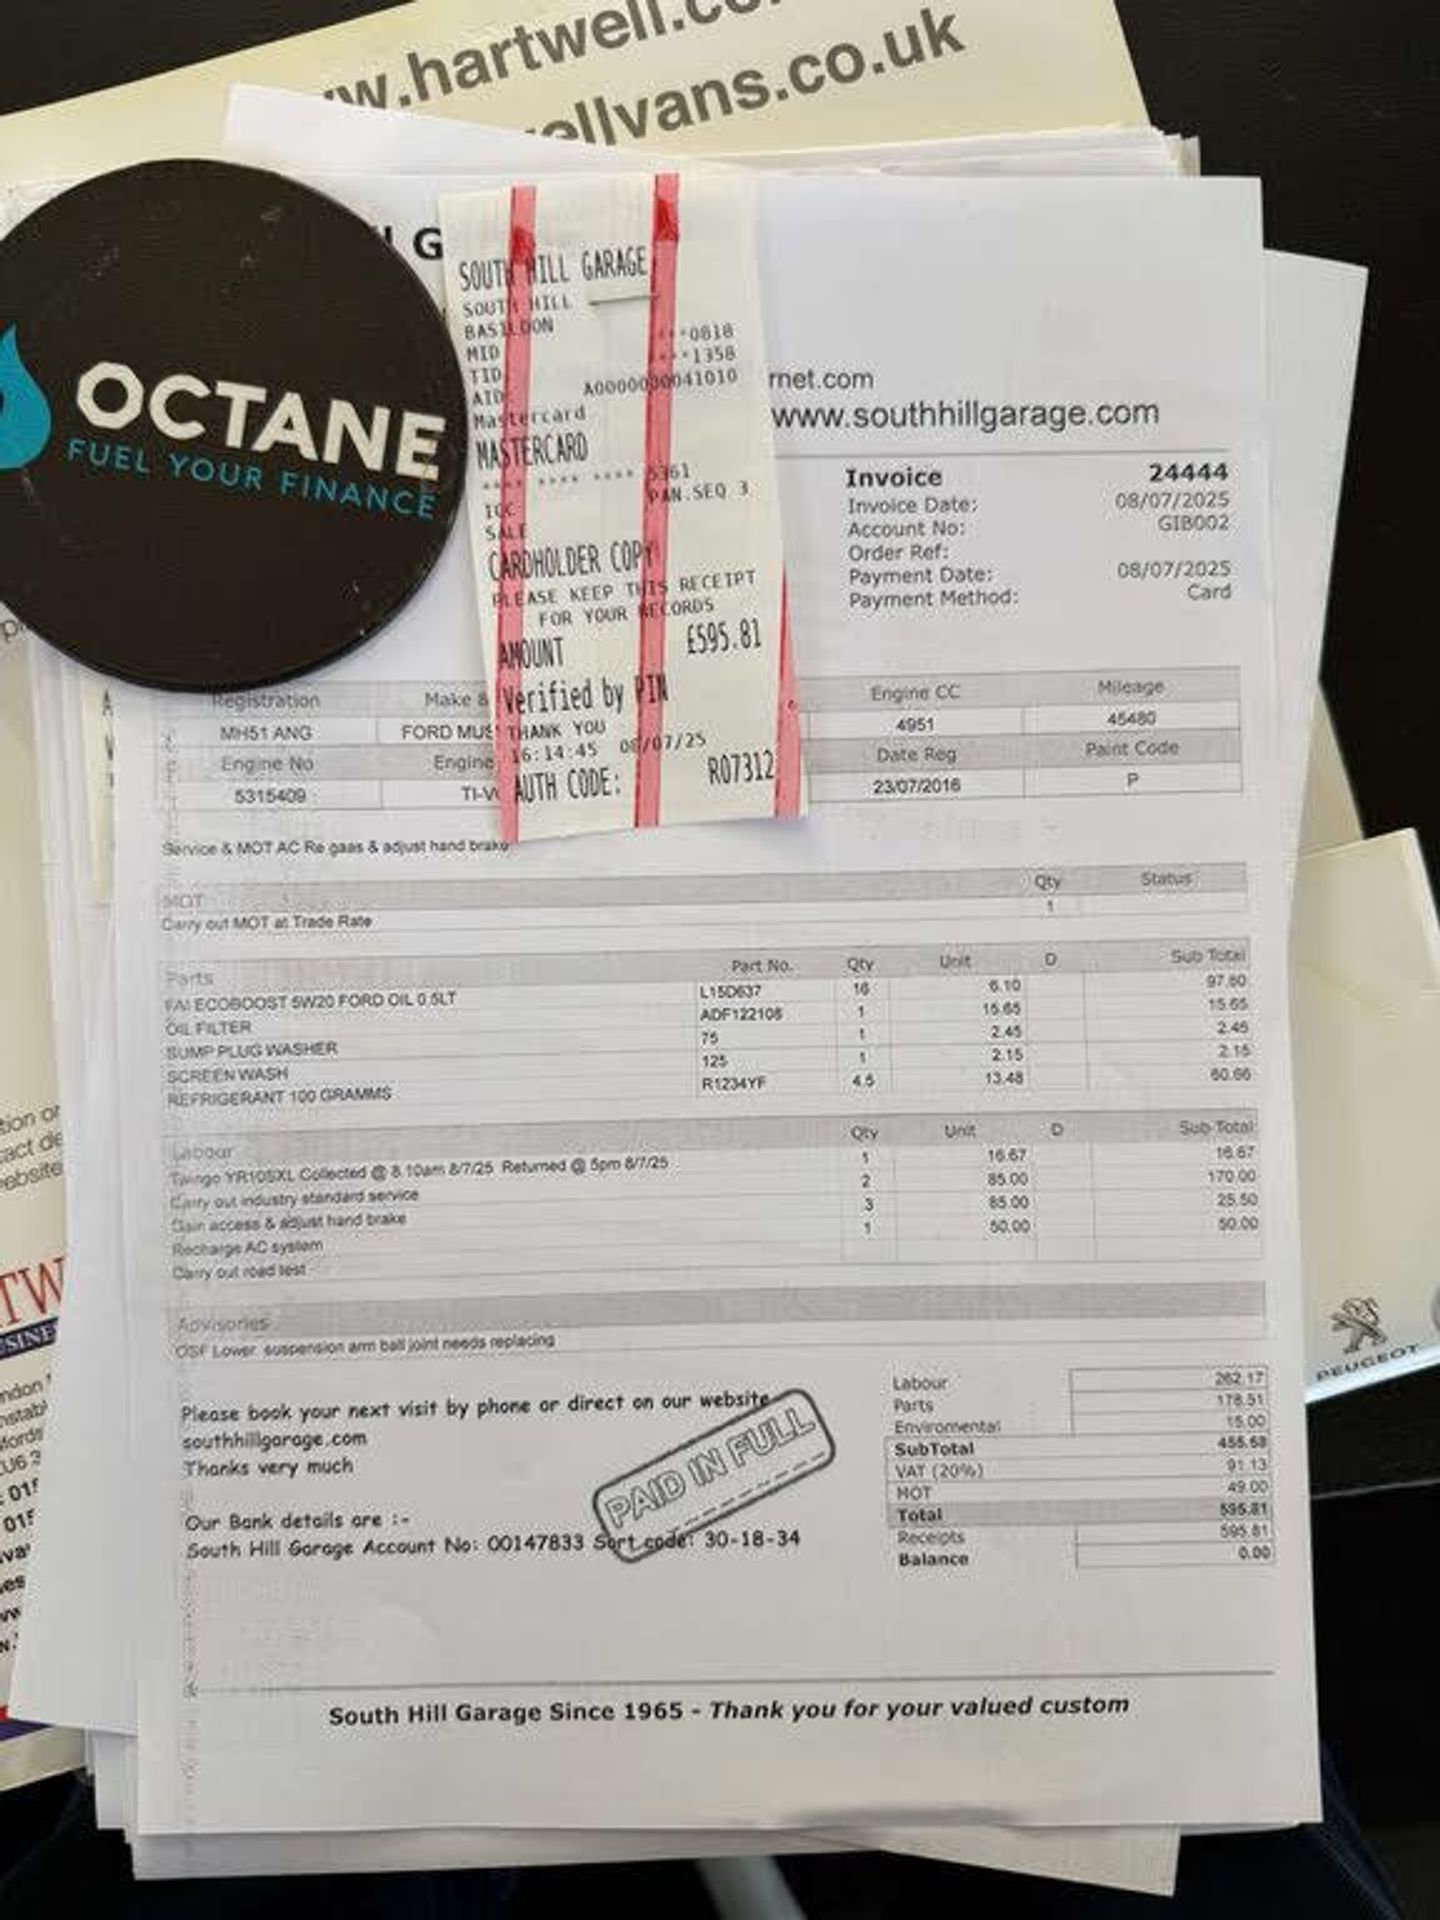 w.hartwell.co
ellvans.co.uk
OCTANE
FUEL YOUR FINANCE
G
SOUTH HILL GARAGE
SOUTH HILL
BASILDON
MID ***0818
TID ****1358
AID A0000000041010
Mastercard
MASTERCARD
**** **** **** 5361
ICC PAN.SEQ 3
SALE
CARDHOLDER COPY
PLEASE KEEP THIS RECEIPT
FOR YOUR RECORDS
AMOUNT £595.81
Verified by PIN
THANK YOU
16:14:45 08/07/25
AUTH CODE: R07312
rnet.com
www.southhillgarage.com
Invoice 24444
Invoice Date: 08/07/2025
Account No: GIB002
Order Ref:
Payment Date: 08/07/2025
Payment Method: Card
Registration Make & Engine CC Mileage
MH51 ANG FORD MUS 4951 45480
Engine No Engine Date Reg Paint Code
5315409 TI-V 23/07/2016 P
Service & MOT AC Re gaas & adjust hand brake
MOT Qty Status
Carry out MOT at Trade Rate 1
Parts Part No. Qty Unit D Sub Total
FAI ECOBOOST 5W20 FORD OIL 0.5LT L15D637 16 6.10 97.60
OIL FILTER ADF122106 1 15.65 15.65
SUMP PLUG WASHER 75 1 2.45 2.45
SCREEN WASH 125 1 2.15 2.15
REFRIGERANT 100 GRAMMS R1234YF 4.5 13.48 60.66
Labour Qty Unit D Sub Total
YR10SXL Collected @ 8.10am 8/7/25 Returned @ 5pm 8/7/25 1 16.67 16.67
Carry out industry standard service 2 85.00 170.00
Gain access & adjust hand brake 3 85.00 25.50
Recharge AC system 1 50.00 50.00
Carry out road test
Advisories
OSF Lower suspension arm ball joint needs replacing
Please book your next visit by phone or direct on our website
southhillgarage.com
Thanks very much
PAID IN FULL
Our Bank details are :-
South Hill Garage Account No: 00147833 Sort code: 30-18-34
Labour 262.17
Parts 178.51
Enviromental 15.00
SubTotal 455.68
VAT (20%) 91.13
MOT 49.00
Total 595.81
Receipts 595.81
Balance 0.00
South Hill Garage Since 1965 - Thank you for your valued custom
PEUGEOT